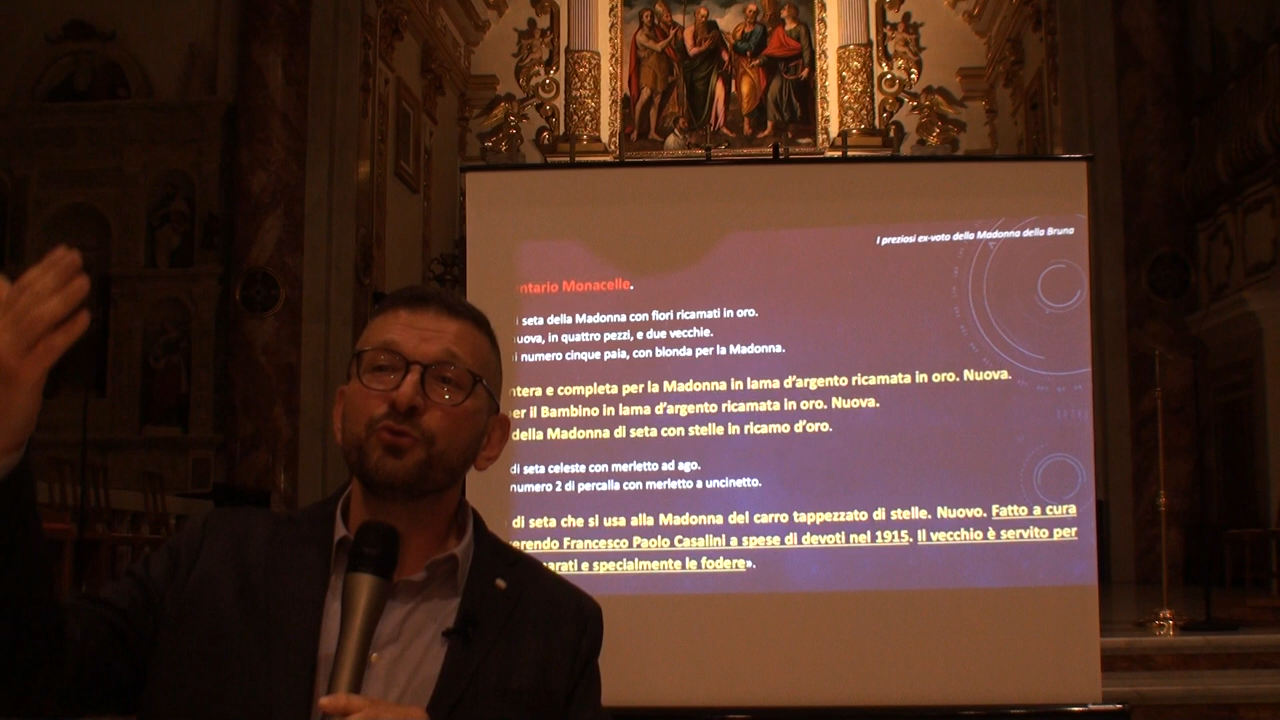 I preziosi ex-voto della Madonna della Bruna
ntario Monacelle.
i seta della Madonna con fiori ricamati in oro.
uova, in quattro pezzi, e due vecchie.
i numero cinque paia, con blonda per la Madonna.
ntera e completa per la Madonna in lama d'argento ricamata in oro. Nuova.
er il Bambino in lama d'argento ricamata in oro. Nuova.
della Madonna di seta con stelle in ricamo d'oro.
di seta celeste con merletto ad ago.
numero 2 di percalla con merletto a uncinetto.
di seta che si usa alla Madonna del carro tappezzato di stelle. Nuovo. Fatto a cura
erendo Francesco Paolo Casalini a spese di devoti nel 1915. Il vecchio è servito per
arati e specialmente le fodere».